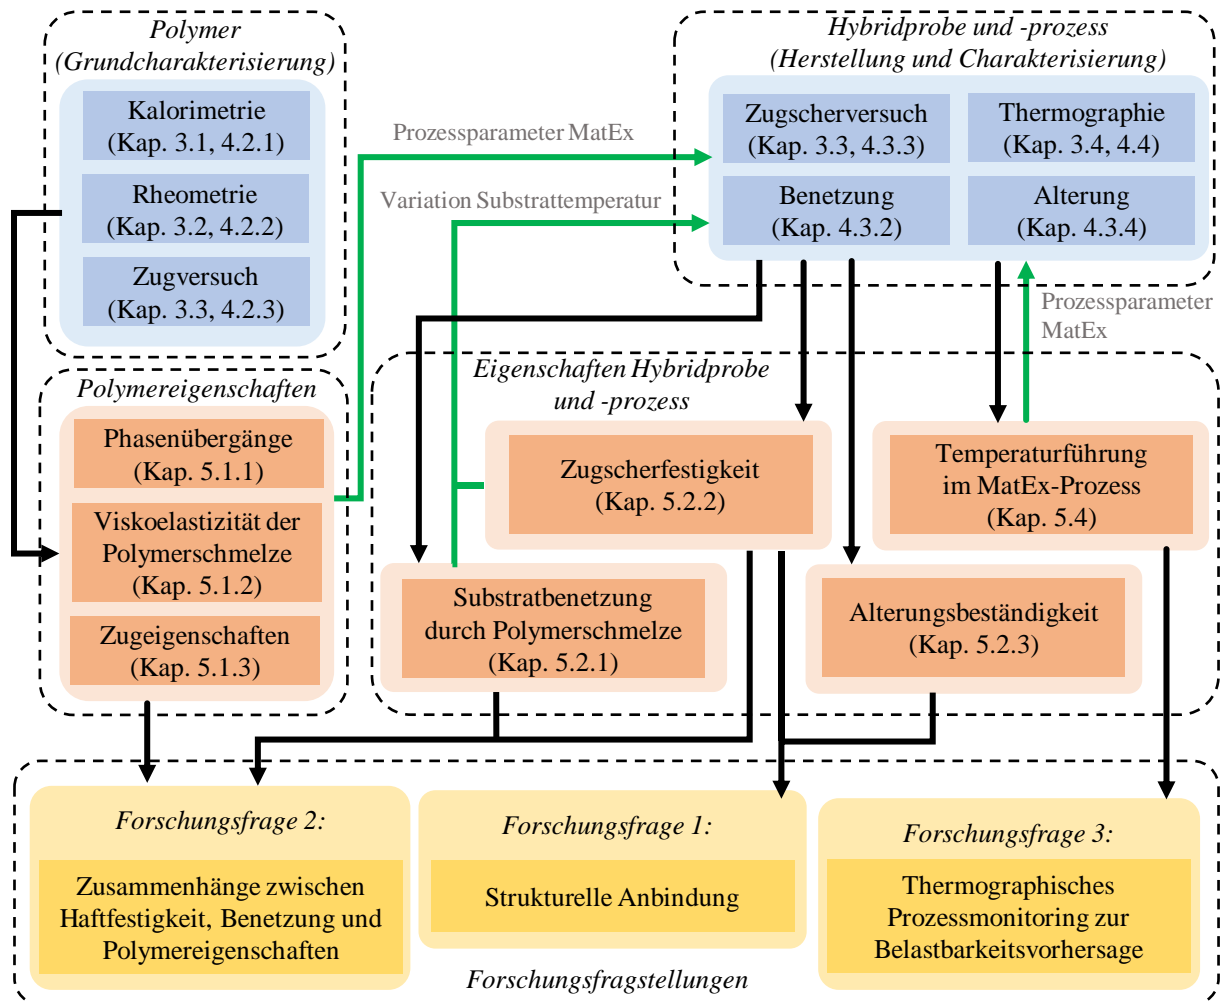 Polymer
(Grundcharakterisierung)
Kalorimetrie
(Kap. 3.1, 4.2.1)
Rheometrie
(Kap. 3.2, 4.2.2)
Zugversuch
(Kap. 3.3, 4.2.3)
Prozessparameter MatEx
Variation Substrattemperatur
Hybridprobe und -prozess
(Herstellung und Charakterisierung)
Zugscherversuch
(Kap. 3.3, 4.3.3)
Thermographie
(Kap. 3.4, 4.4)
Benetzung
(Kap. 4.3.2)
Alterung
(Kap. 4.3.4)
Prozessparameter
MatEx
Polymereigenschaften
Phasenübergänge
(Kap. 5.1.1)
Viskoelastizität der
Polymerschmelze
(Kap. 5.1.2)
Zugeigenschaften
(Kap. 5.1.3)
Eigenschaften Hybridprobe
und -prozess
Zugscherfestigkeit
(Kap. 5.2.2)
Temperaturführung
im MatEx-Prozess
(Kap. 5.4)
Substratbenetzung
durch Polymerschmelze
(Kap. 5.2.1)
Alterungsbeständigkeit
(Kap. 5.2.3)
Forschungsfrage 2:
Zusammenhänge zwischen
Haftfestigkeit, Benetzung und
Polymereigenschaften
Forschungsfrage 1:
Strukturelle Anbindung
Forschungsfrage 3:
Thermographisches
Prozessmonitoring zur
Belastbarkeitsvorhersage
Forschungsfragstellungen